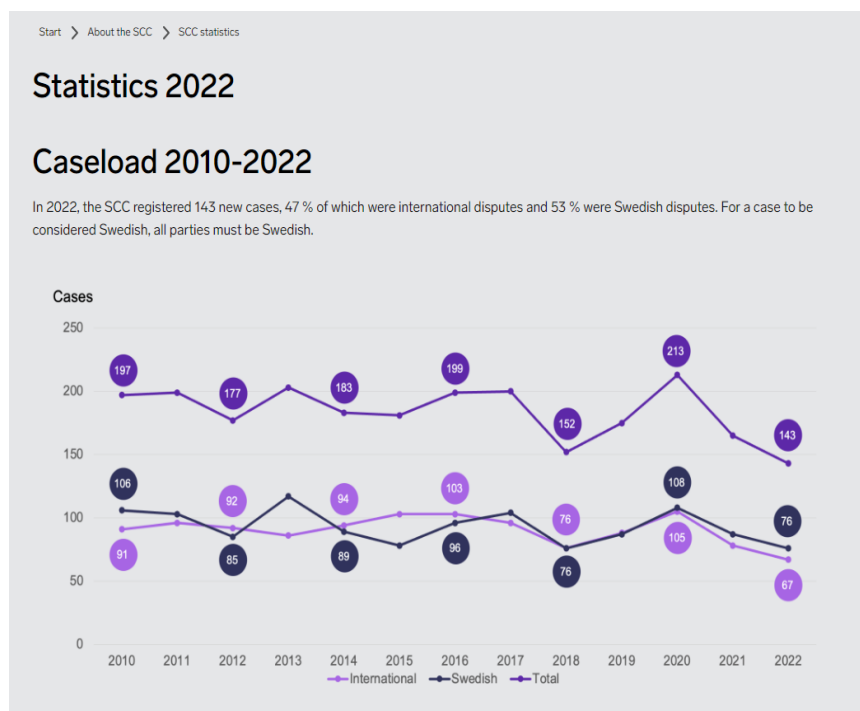 Start > About the SCC > SCC statistics
Statistics 2022
Caseload 2010-2022
In 2022, the SCC registered 143 new cases, 47 % of which were international disputes and 53 % were Swedish disputes. For a case to be
considered Swedish, all parties must be Swedish.
Cases
250
213
197 199
200
177 183
152
150
143
106 108
92 94 103
76 76
100
91 105
85 89 96
76 67
50
0
2010 2011 2012 2013 2014 2015 2016 2017 2018 2019 2020 2021 2022
International Swedish Total